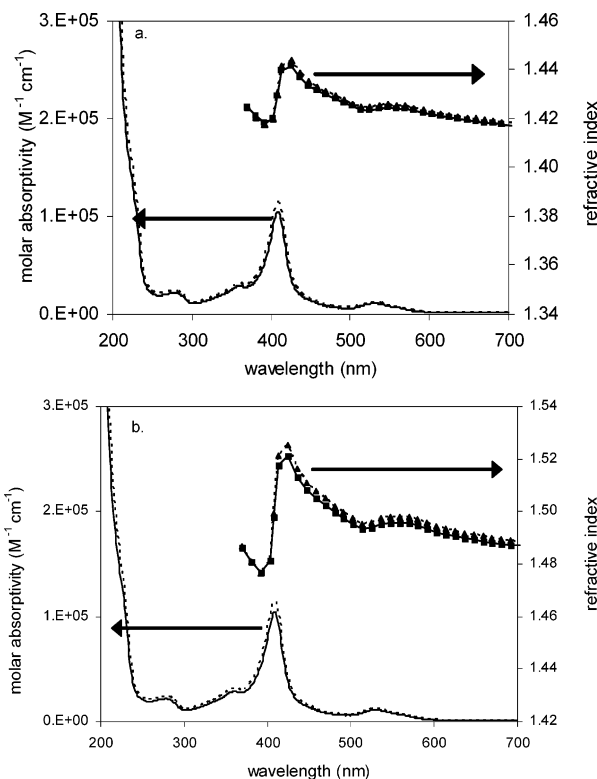 a.
3.E+05
2.E+05
1.E+05
0.E+00
molar absorptivity (M⁻¹ cm⁻¹)
1.46
1.44
1.42
1.40
1.38
1.36
1.34
refractive index
200 300 400 500 600 700
wavelength (nm)
b.
3.E+05
2.E+05
1.E+05
0.E+00
molar absorptivity (M⁻¹ cm⁻¹)
1.54
1.52
1.50
1.48
1.46
1.44
1.42
refractive index
200 300 400 500 600 700
wavelength (nm)